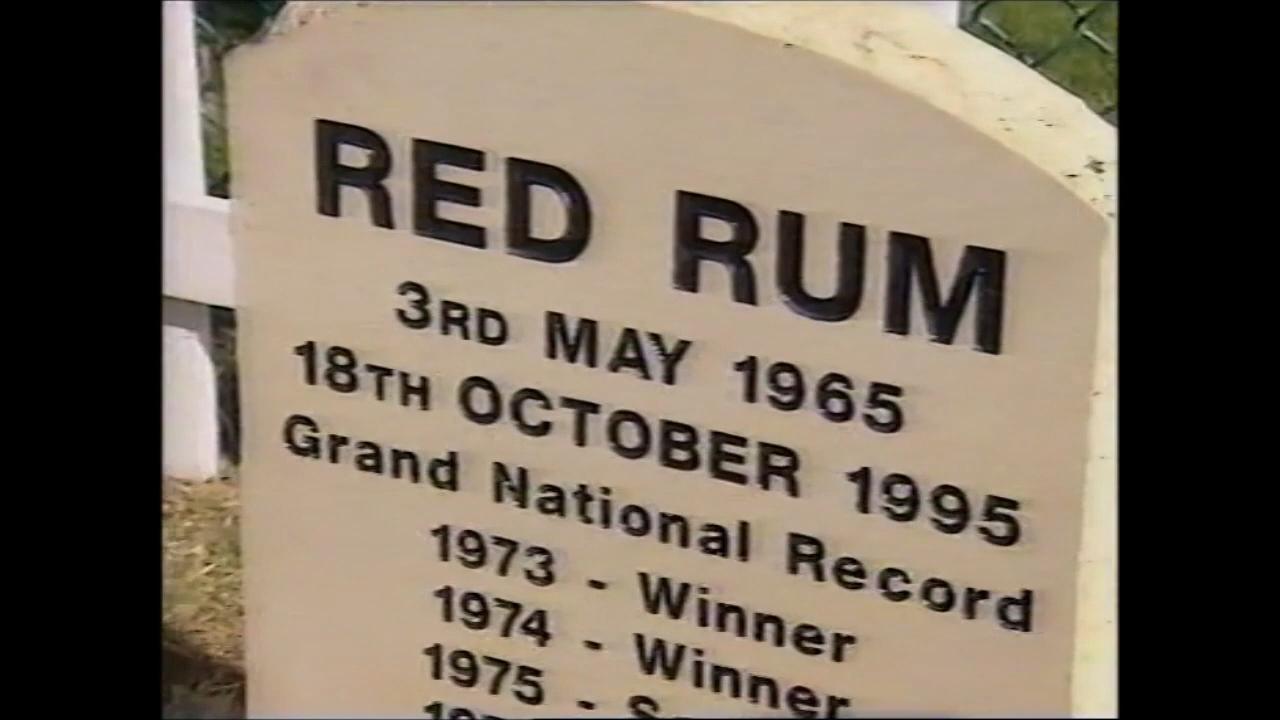 RED RUM
3RD MAY 1965
18TH OCTOBER 1995
Grand National Record
1973 - Winner
1974 - Winner
1975 -